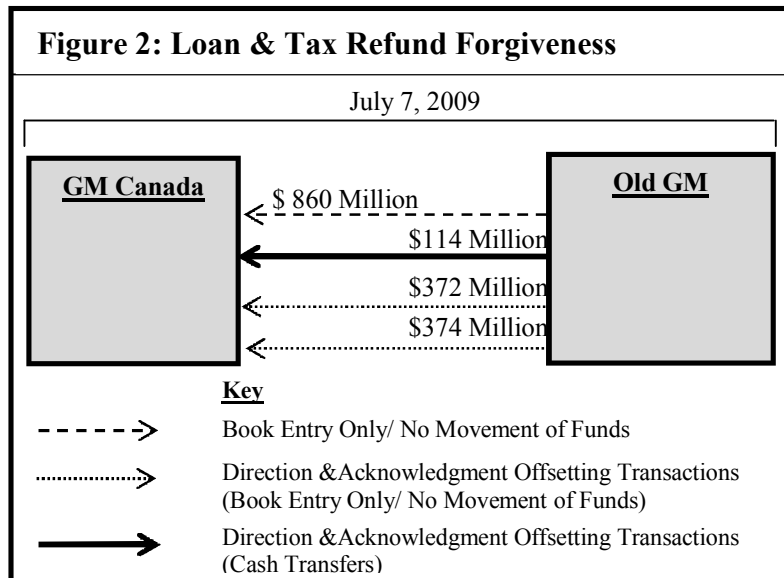 Figure 2: Loan & Tax Refund Forgiveness
July 7, 2009
GM Canada
Old GM
$ 860 Million
$114 Million
$372 Million
$374 Million
Key
Book Entry Only/ No Movement of Funds
Direction &Acknowledgment Offsetting Transactions
(Book Entry Only/ No Movement of Funds)
Direction &Acknowledgment Offsetting Transactions
(Cash Transfers)